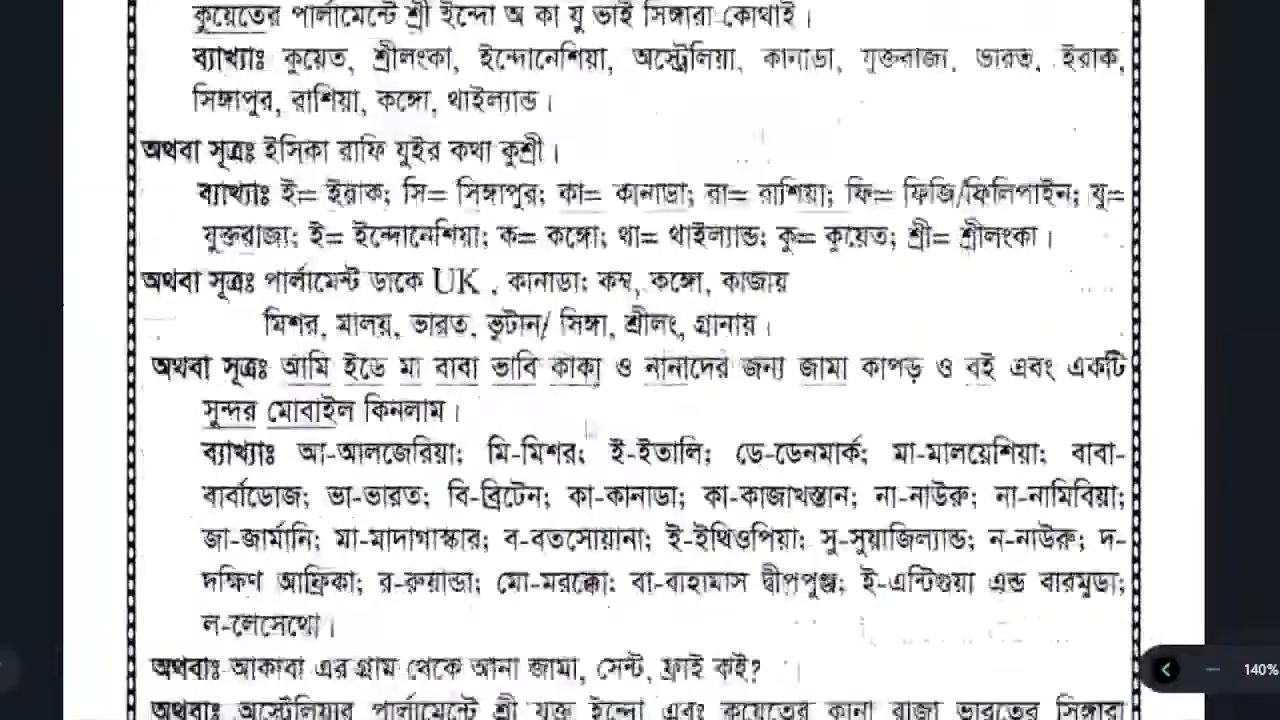 কুয়েতের পার্লামেন্টে শ্রী ইন্দো অ কা যু ভাই সিঙ্গারা কোথাই।
ব্যাখ্যাঃ কুয়েত, শ্রীলংকা, ইন্দোনেশিয়া, অস্ট্রেলিয়া, কানাডা, যুক্তরাজ্য, ভারত, ইরাক,
সিঙ্গাপুর, রাশিয়া, কঙ্গো, থাইল্যান্ড।
অথবা সূত্রঃ ইসিকা রাফি যুইর কথা কুশ্রী।
ব্যাখ্যাঃ ই= ইরাক; সি= সিঙ্গাপুর; কা= কানাডা; রা= রাশিয়া; ফি= ফিজি/ফিলিপাইন; যু=
যুক্তরাজ্য; ই= ইন্দোনেশিয়া; ক= কঙ্গো; থা= থাইল্যান্ড; কু= কুয়েত; শ্রী= শ্রীলংকা।
অথবা সূত্রঃ পার্লামেন্ট ডাকে UK , কানাডা; কম্ব, কঙ্গো, কাজায়
মিশর, মালয়, ভারত, ভূটান/ সিঙ্গা, শ্রীলং, গ্রানায়।
অথবা সূত্রঃ আমি ইডে মা বাবা ভাবি কাকা ও নানাদের জন্য জামা কাপড় ও বই এবং একটি
সুন্দর মোবাইল কিনলাম।
ব্যাখ্যাঃ আ-আলজেরিয়া; মি-মিশর; ই-ইতালি; ডে-ডেনমার্ক; মা-মালয়েশিয়া; বাবা-
বার্বাডোজ; ভা-ভারত; বি-ব্রিটেন; কা-কানাডা; কা-কাজাখস্তান; না-নাউরু; না-নামিবিয়া;
জা-জার্মানি; মা-মাদাগাস্কার; ব-বতসোয়ানা; ই-ইথিওপিয়া; সু-সুয়াজিল্যান্ড; ন-নাউরু; দ-
দক্ষিণ আফ্রিকা; র-রুয়ান্ডা; মো-মরক্কো; বা-বাহামাস দ্বীপপুঞ্জ; ই-এন্টিগুয়া এন্ড বারমুডা;
ল-লেসেথো।
অথবাঃ আকাবা এর গ্রাম থেকে আনা জামা, সেন্ট, ফ্রাই কই?
অথবাঃ অস্ট্রেলিয়ার পার্লামেন্টে শ্রী যুক্ত ইন্দো এবং কুয়েতের কানা রাজা ভারতের সিঙ্গারা
140%